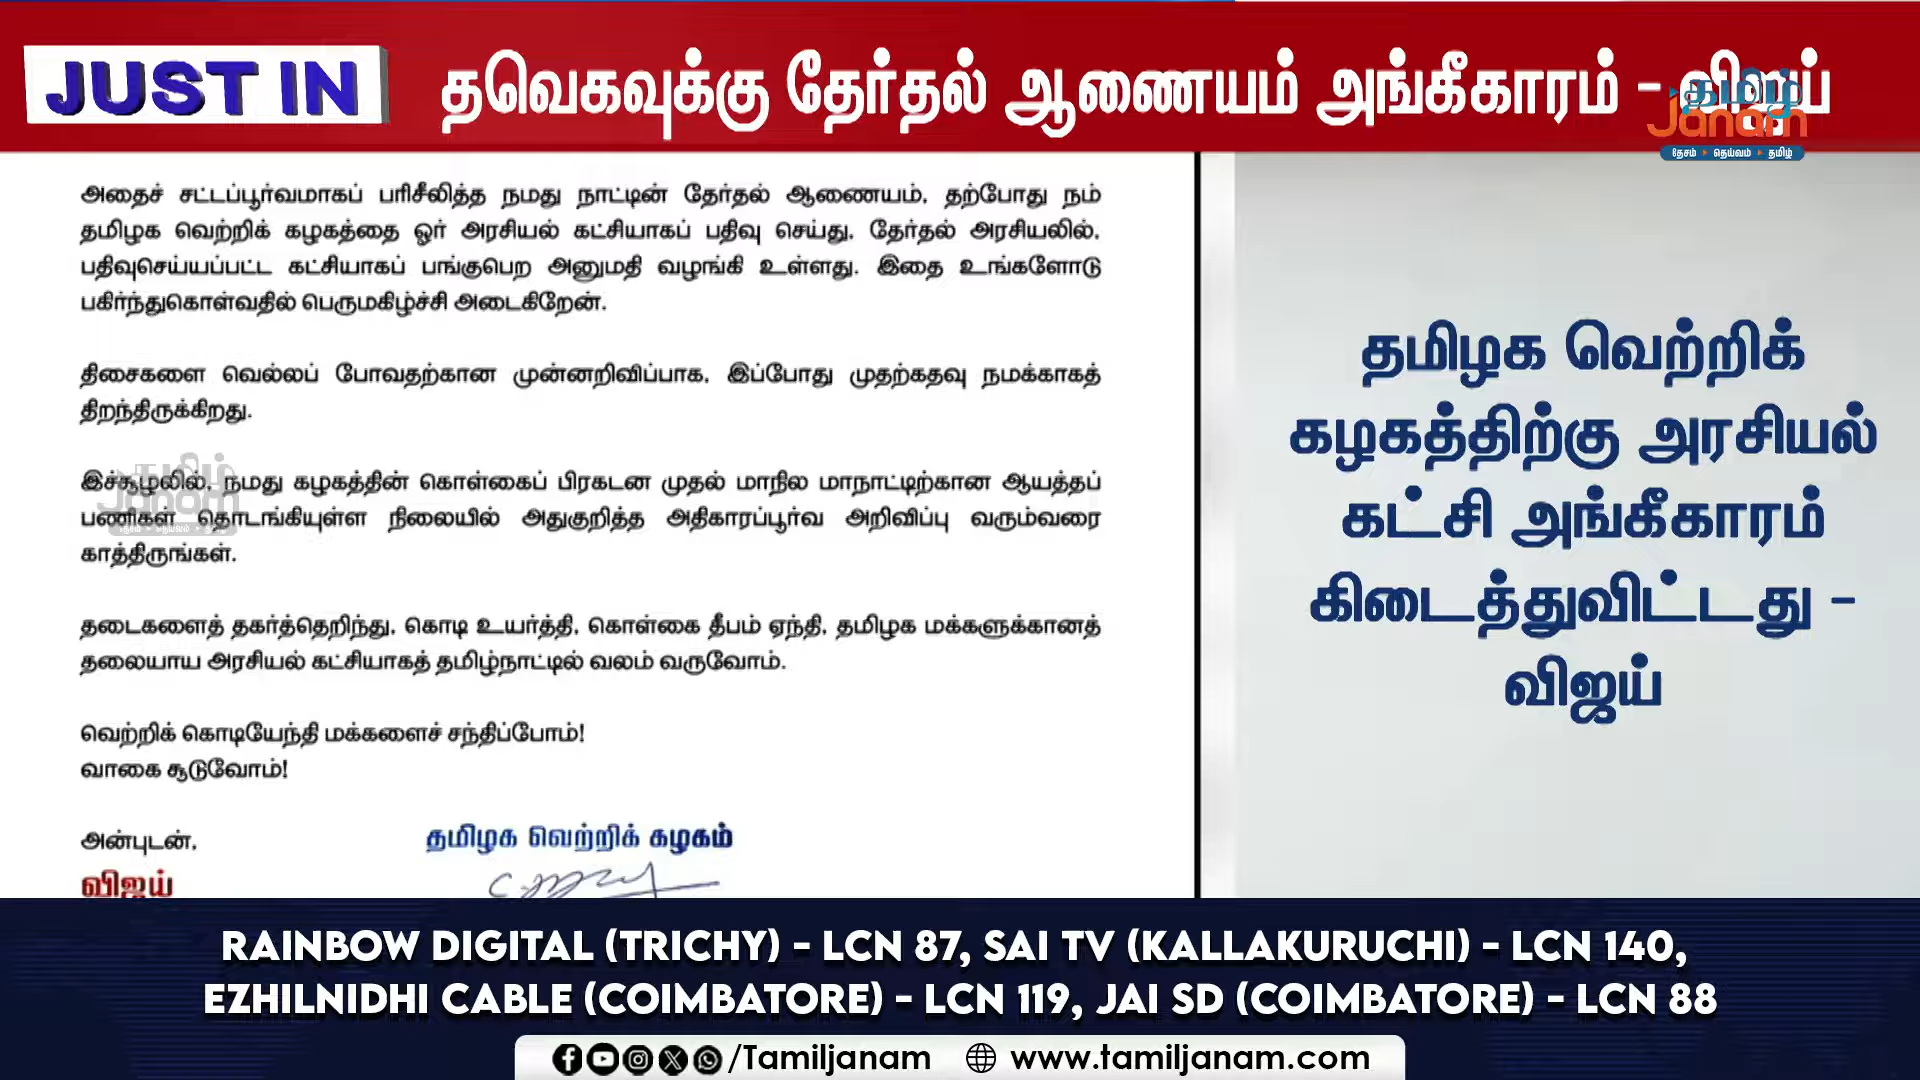 JUST IN
தவெகவுக்கு தேர்தல் ஆணையம் அங்கீகாரம் - விஜய்
தமிழ்
Janam
தேசம் தெய்வம் தமிழ்
அதைச் சட்டப்பூர்வமாகப் பரிசீலித்த நமது நாட்டின் தேர்தல் ஆணையம், தற்போது நம்
தமிழக வெற்றிக் கழகத்தை ஓர் அரசியல் கட்சியாகப் பதிவு செய்து, தேர்தல் அரசியலில்,
பதிவுசெய்யப்பட்ட கட்சியாகப் பங்குபெற அனுமதி வழங்கி உள்ளது. இதை உங்களோடு
பகிர்ந்துகொள்வதில் பெருமகிழ்ச்சி அடைகிறேன்.
திசைகளை வெல்லப் போவதற்கான முன்னறிவிப்பாக, இப்போது முதற்கதவு நமக்காகத்
திறந்திருக்கிறது.
இச்சூழலில், நமது கழகத்தின் கொள்கைப் பிரகடன முதல் மாநில மாநாட்டிற்கான ஆயத்தப்
பணிகள் தொடங்கியுள்ள நிலையில் அதுகுறித்த அதிகாரப்பூர்வ அறிவிப்பு வரும்வரை
காத்திருங்கள்.
தடைகளைத் தகர்த்தெறிந்து, கொடி உயர்த்தி, கொள்கை தீபம் ஏந்தி, தமிழக மக்களுக்கானத்
தலையாய அரசியல் கட்சியாகத் தமிழ்நாட்டில் வலம் வருவோம்.
வெற்றிக் கொடியேந்தி மக்களைச் சந்திப்போம்!
வாகை சூடுவோம்!
அன்புடன்,
விஜய்
தமிழக வெற்றிக் கழகம்
தமிழக வெற்றிக்
கழகத்திற்கு அரசியல்
கட்சி அங்கீகாரம்
கிடைத்துவிட்டது -
விஜய்
RAINBOW DIGITAL (TRICHY) - LCN 87, SAI TV (KALLAKURUCHI) - LCN 140,
EZHILNIDHI CABLE (COIMBATORE) - LCN 119, JAI SD (COIMBATORE) - LCN 88
/Tamiljanam www.tamiljanam.com